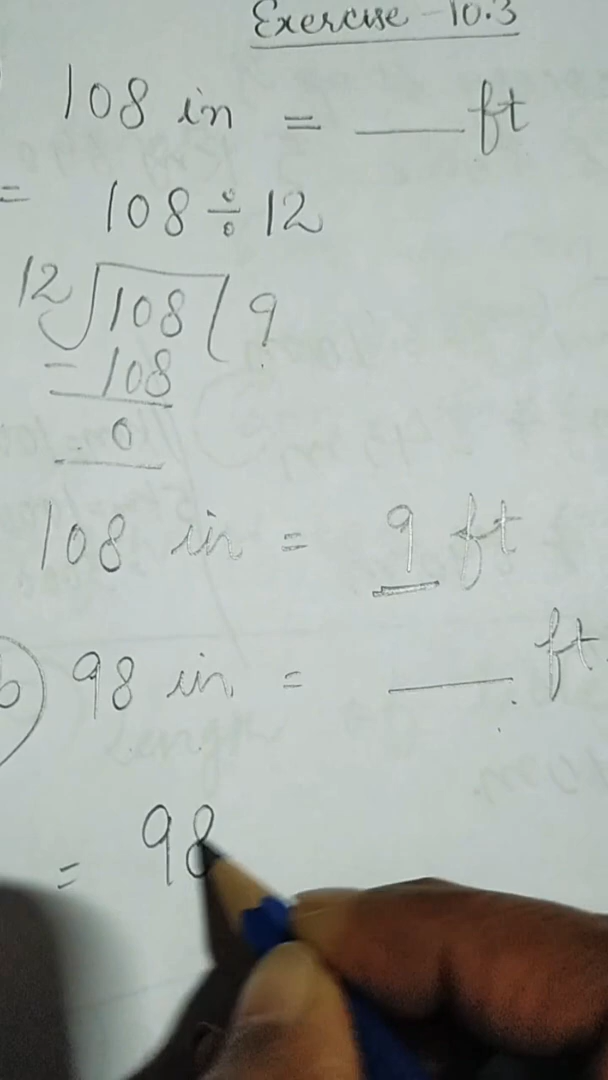 Exercise - 10.3
108 in = ___ ft
= 108 ÷ 12
12 108 9
- 108
0
108 in = 9 ft
b) 98 in = ___ ft.
= 98